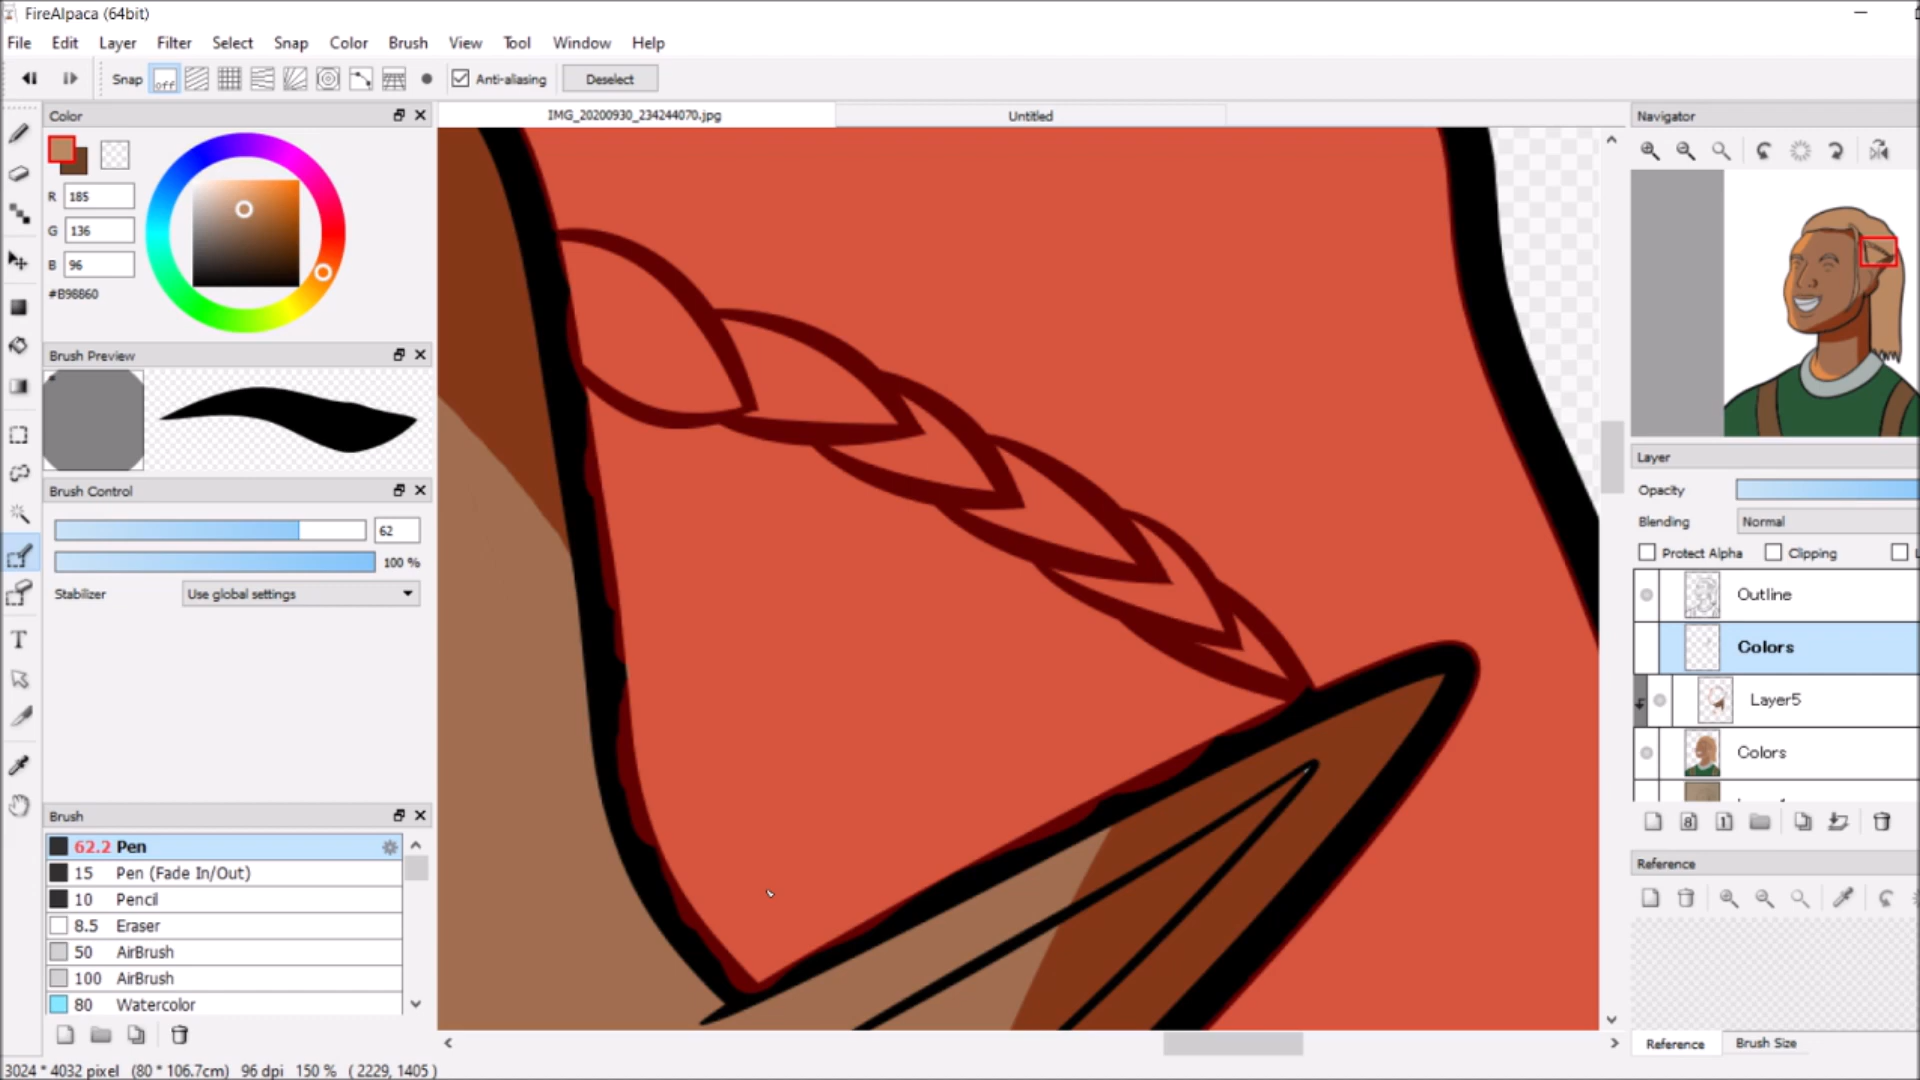 FireAlpaca (64bit)
File Edit Layer Filter Select Snap Color Brush View Tool Window Help
Snap off Anti-aliasing Deselect
Color
IMG_20200930_234244070.jpg
Untitled
Navigator
R 185
G 136
B 96
#B98860
Brush Preview
Brush Control
62
100 %
Stabilizer Use global settings
Layer
Opacity
Blending Normal
Protect Alpha Clipping
Outline
Colors
Layer5
Colors
8 1
Brush
62.2 Pen
15 Pen (Fade In/Out)
10 Pencil
8.5 Eraser
50 AirBrush
100 AirBrush
80 Watercolor
Reference
Reference Brush Size
3024 * 4032 pixel (80 * 106.7cm) 96 dpi 150 % ( 2229, 1405 )